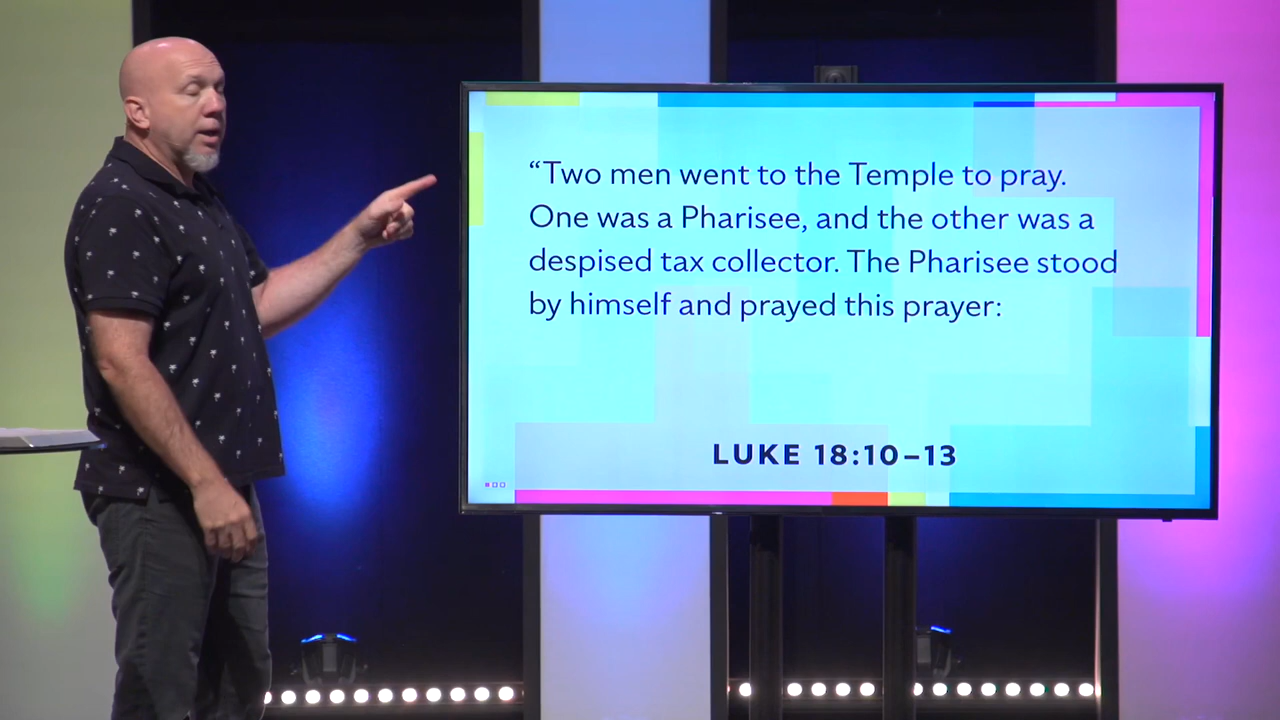 “Two men went to the Temple to pray.
One was a Pharisee, and the other was a
despised tax collector. The Pharisee stood
by himself and prayed this prayer:
LUKE 18:10–13